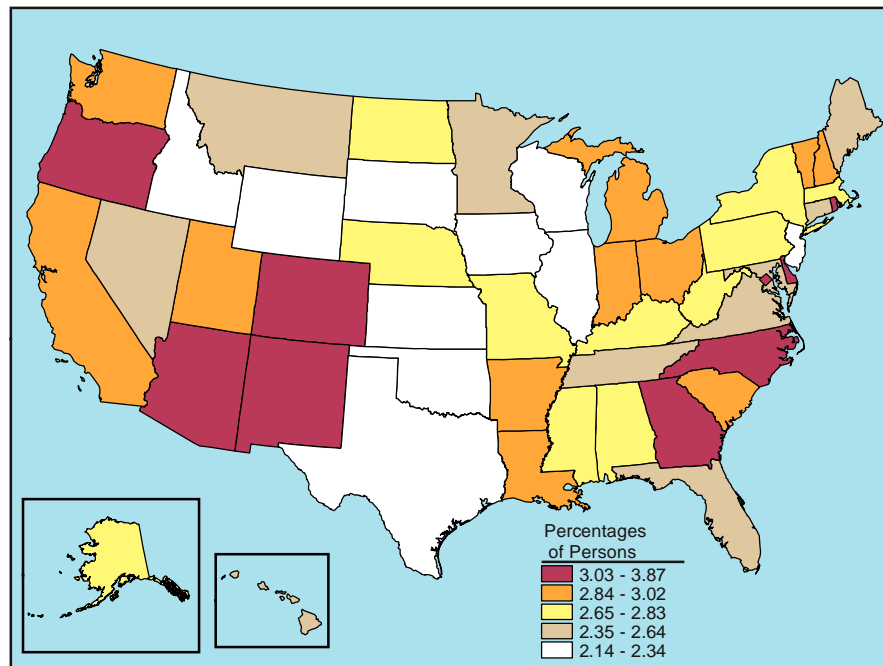 Percentages
of Persons
3.03 - 3.87
2.84 - 3.02
2.65 - 2.83
2.35 - 2.64
2.14 - 2.34